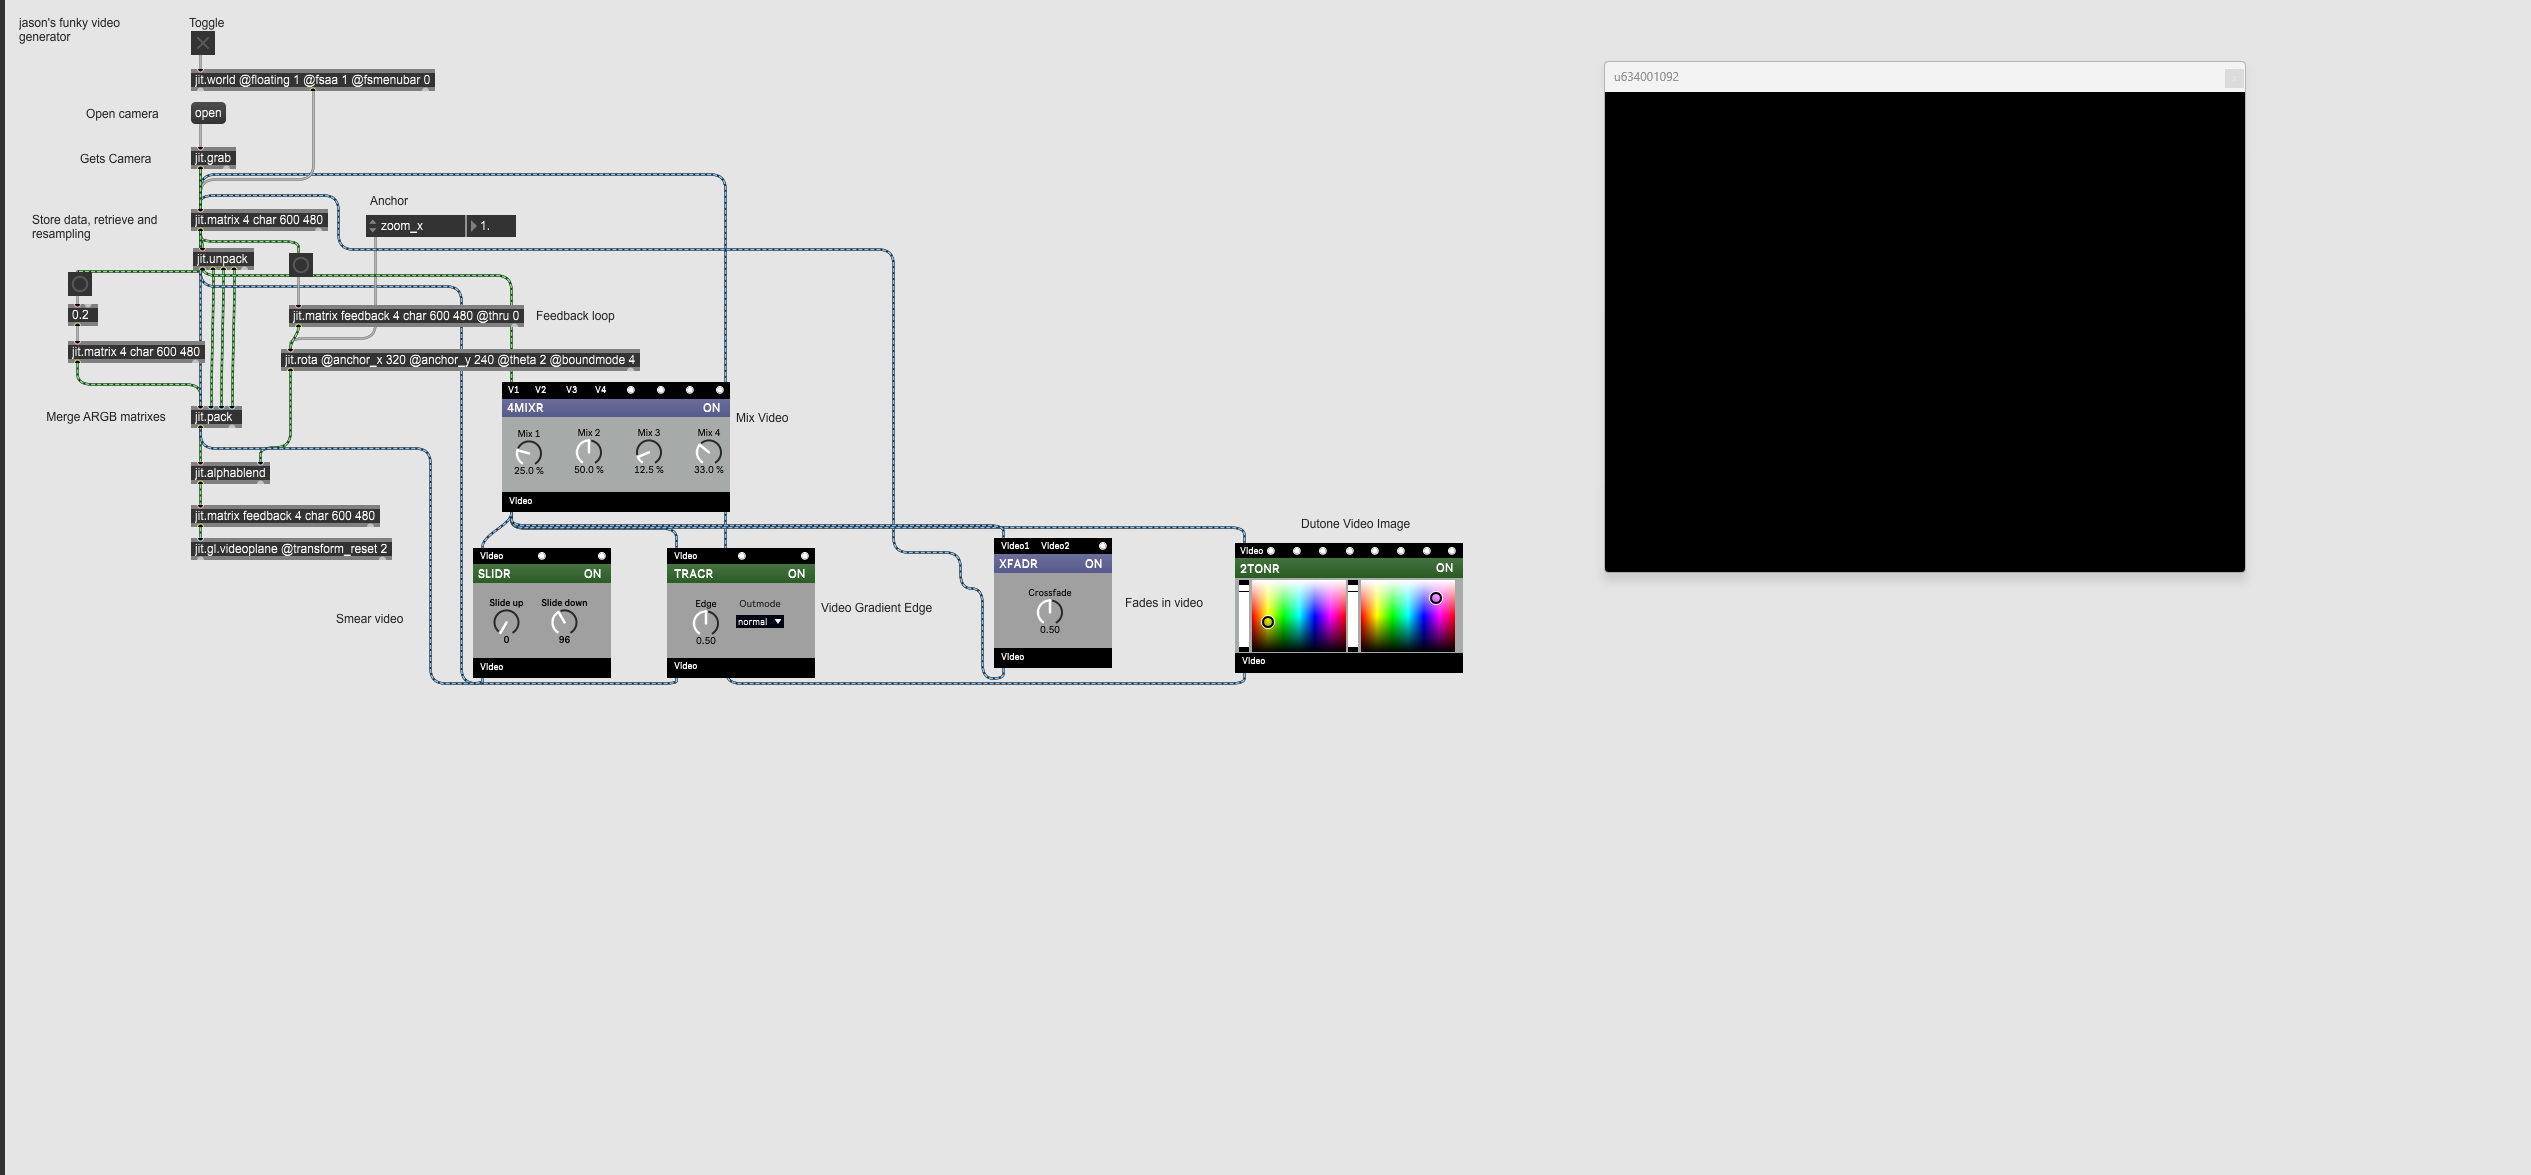 jason's funky video
generator
Toggle
jit.world @floating 1 @fsaa 1 @fsmenubar 0
Open camera
open
Gets Camera
jit.grab
Store data, retrieve and
resampling
jit.matrix 4 char 600 480
Anchor
zoom_x
1.
jit.unpack
0.2
jit.matrix feedback 4 char 600 480 @thru 0
Feedback loop
jit.matrix 4 char 600 480
jit.rota @anchor_x 320 @anchor_y 240 @theta 2 @boundmode 4
Merge ARGB matrixes
jit.pack
jit.alphablend
jit.matrix feedback 4 char 600 480
jit.gl.videoplane @transform_reset 2
V1 V2 V3 V4
4MIXR ON
Mix 1 Mix 2 Mix 3 Mix 4
25.0 % 50.0 % 12.5 % 33.0 %
Video
Mix Video
Smear video
Video
SLIDR ON
Slide up Slide down
0 96
Video
Video
TRACR ON
Edge Outmode
normal
0.50
Video
Video Gradient Edge
Video1 Video2
XFADR ON
Crossfade
0.50
Video
Fades in video
Dutone Video Image
Video
2TONR ON
Video
u634001092